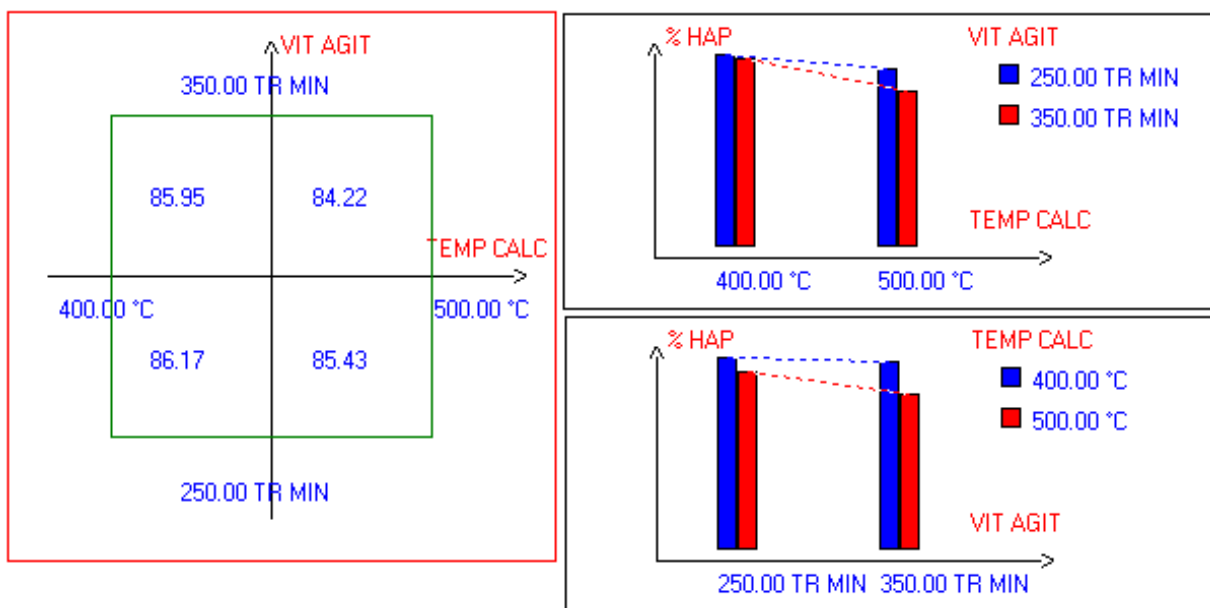 VIT AGIT
350.00 TR MIN
85.95
84.22
TEMP CALC
400.00 °C
500.00 °C
86.17
85.43
250.00 TR MIN
% HAP
VIT AGIT
250.00 TR MIN
350.00 TR MIN
TEMP CALC
400.00 °C
500.00 °C
% HAP
TEMP CALC
400.00 °C
500.00 °C
VIT AGIT
250.00 TR MIN
350.00 TR MIN